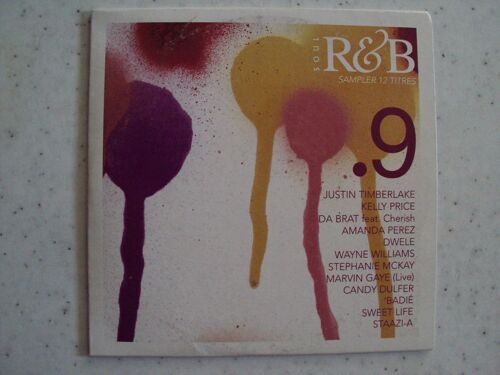 SOUL
R&B
SAMPLER 12 TITRES
.9
JUSTIN TIMBERLAKE
KELLY PRICE
DA BRAT feat. Cherish
AMANDA PEREZ
DWELE
WAYNE WILLIAMS
STEPHANIE MCKAY
MARVIN GAYE (Live)
CANDY DULFER
'BADIÉ
SWEET LIFE
STAAZI-A